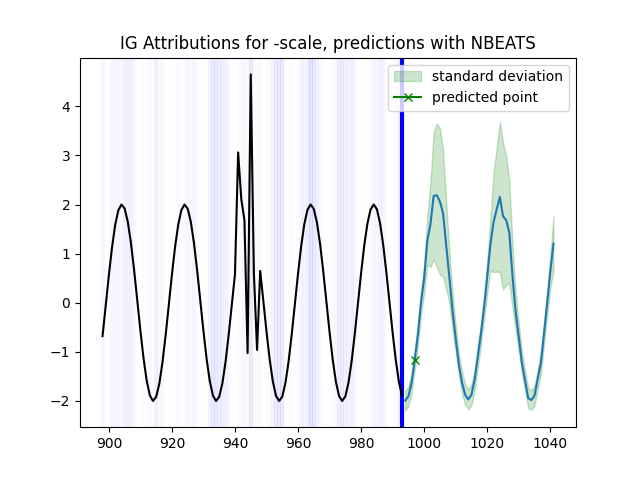 IG Attributions for -scale, predictions with NBEATS
standard deviation
predicted point
4
3
2
1
0
−1
−2
900 920 940 960 980 1000 1020 1040